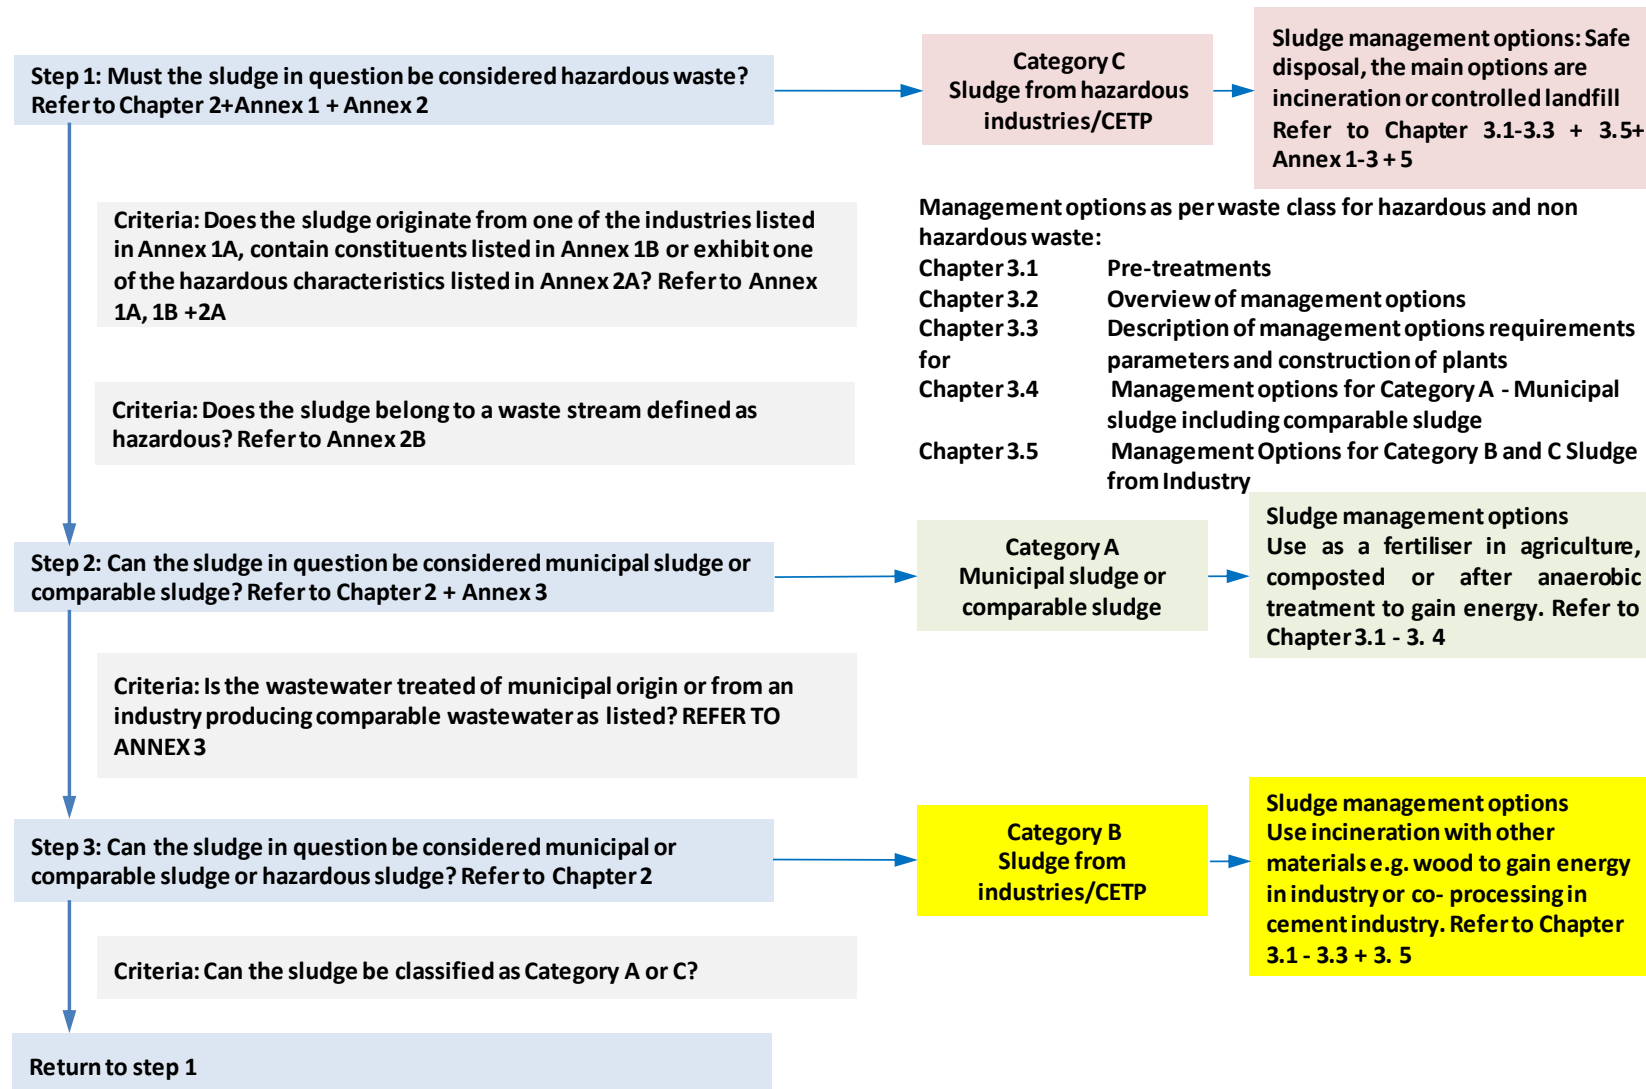 Step 1: Must the sludge in question be considered hazardous waste?
Refer to Chapter 2+Annex 1 + Annex 2
Category C
Sludge from hazardous
industries/CETP
Sludge management options: Safe
disposal, the main options are
incineration or controlled landfill
Refer to Chapter 3.1-3.3 + 3.5+
Annex 1-3 + 5
Criteria: Does the sludge originate from one of the industries listed
in Annex 1A, contain constituents listed in Annex 1B or exhibit one
of the hazardous characteristics listed in Annex 2A? Refer to Annex
1A, 1B +2A
Criteria: Does the sludge belong to a waste stream defined as
hazardous? Refer to Annex 2B
Management options as per waste class for hazardous and non
hazardous waste:
Chapter 3.1 Pre-treatments
Chapter 3.2 Overview of management options
Chapter 3.3 Description of management options requirements
for parameters and construction of plants
Chapter 3.4 Management options for Category A - Municipal
sludge including comparable sludge
Chapter 3.5 Management Options for Category B and C Sludge
from Industry
Step 2: Can the sludge in question be considered municipal sludge or
comparable sludge? Refer to Chapter 2 + Annex 3
Category A
Municipal sludge or
comparable sludge
Sludge management options
Use as a fertiliser in agriculture,
composted or after anaerobic
treatment to gain energy. Refer to
Chapter 3.1 - 3. 4
Criteria: Is the wastewater treated of municipal origin or from an
industry producing comparable wastewater as listed? REFER TO
ANNEX 3
Step 3: Can the sludge in question be considered municipal or
comparable sludge or hazardous sludge? Refer to Chapter 2
Category B
Sludge from
industries/CETP
Sludge management options
Use incineration with other
materials e.g. wood to gain energy
in industry or co- processing in
cement industry. Refer to Chapter
3.1 - 3.3 + 3. 5
Criteria: Can the sludge be classified as Category A or C?
Return to step 1